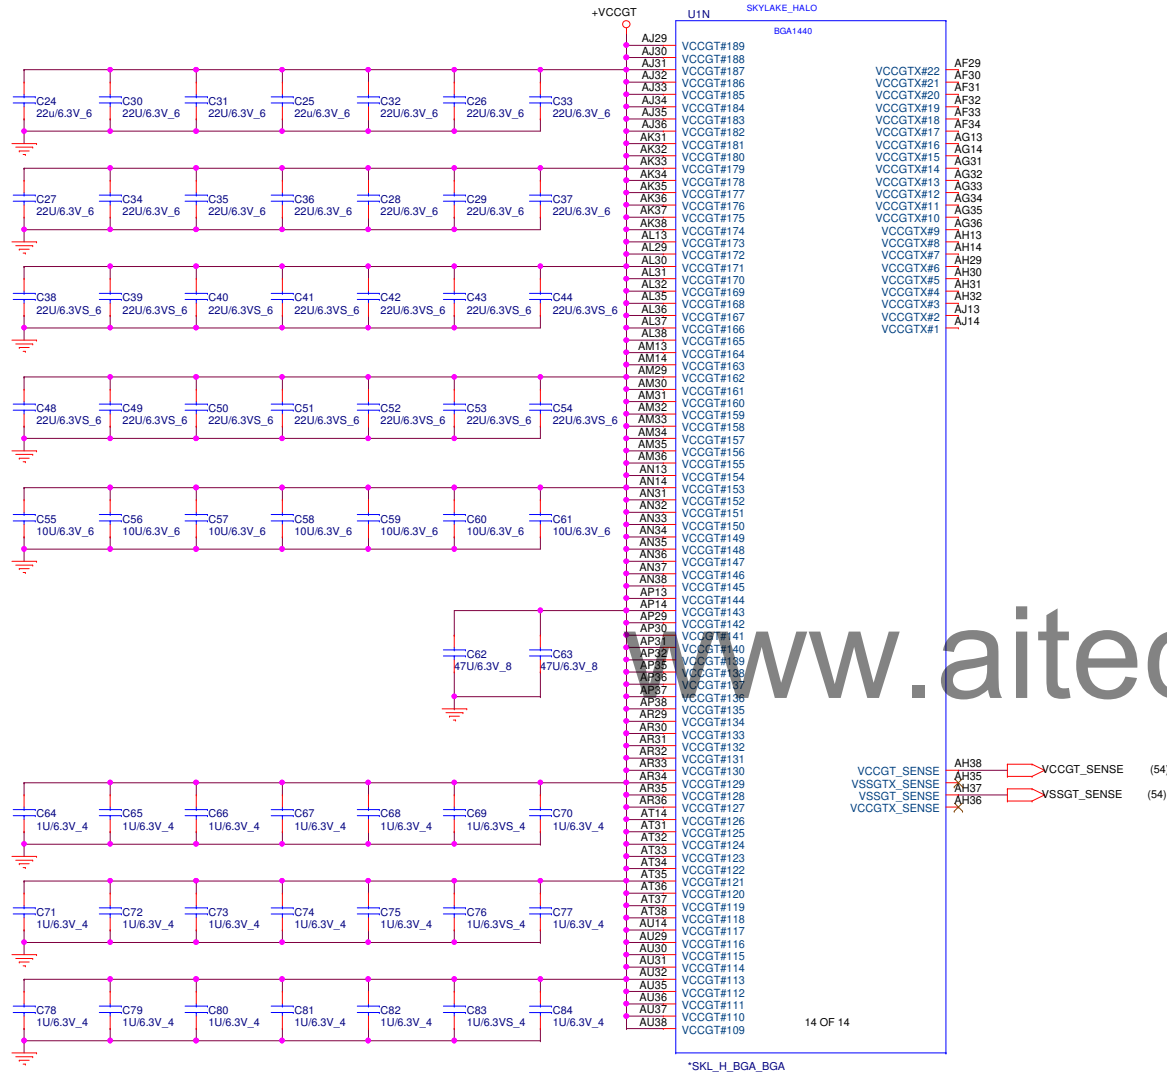 +VCCGT
U1N
SKYLAKE_HALO
BGA1440
C24 C30 C31 C25 C32 C26 C33
22u/6.3V_6 22U/6.3V_6 22U/6.3V_6 22u/6.3V_6 22U/6.3V_6 22U/6.3V_6 22U/6.3V_6
C27 C34 C35 C36 C28 C29 C37
22U/6.3V_6 22U/6.3V_6 22U/6.3V_6 22U/6.3V_6 22U/6.3V_6 22U/6.3V_6 22U/6.3V_6
C38 C39 C40 C41 C42 C43 C44
22U/6.3VS_6 22U/6.3VS_6 22U/6.3VS_6 22U/6.3VS_6 22U/6.3VS_6 22U/6.3VS_6 22U/6.3VS_6
C48 C49 C50 C51 C52 C53 C54
22U/6.3VS_6 22U/6.3VS_6 22U/6.3VS_6 22U/6.3VS_6 22U/6.3VS_6 22U/6.3VS_6 22U/6.3VS_6
C55 C56 C57 C58 C59 C60 C61
10U/6.3V_6 10U/6.3V_6 10U/6.3V_6 10U/6.3V_6 10U/6.3V_6 10U/6.3V_6 10U/6.3V_6
C62 C63
47U/6.3V_8 47U/6.3V_8
C64 C65 C66 C67 C68 C69 C70
1U/6.3V_4 1U/6.3V_4 1U/6.3V_4 1U/6.3V_4 1U/6.3V_4 1U/6.3VS_4 1U/6.3V_4
C71 C72 C73 C74 C75 C76 C77
1U/6.3V_4 1U/6.3V_4 1U/6.3V_4 1U/6.3V_4 1U/6.3V_4 1U/6.3VS_4 1U/6.3V_4
C78 C79 C80 C81 C82 C83 C84
1U/6.3V_4 1U/6.3V_4 1U/6.3V_4 1U/6.3V_4 1U/6.3V_4 1U/6.3VS_4 1U/6.3V_4
AJ29 VCCGT#189
AJ30 VCCGT#188
AJ31 VCCGT#187
AJ32 VCCGT#186
AJ33 VCCGT#185
AJ34 VCCGT#184
AJ35 VCCGT#183
AJ36 VCCGT#182
AK31 VCCGT#181
AK32 VCCGT#180
AK33 VCCGT#179
AK34 VCCGT#178
AK35 VCCGT#177
AK36 VCCGT#176
AK37 VCCGT#175
AK38 VCCGT#174
AL13 VCCGT#173
AL29 VCCGT#172
AL30 VCCGT#171
AL31 VCCGT#170
AL32 VCCGT#169
AL35 VCCGT#168
AL36 VCCGT#167
AL37 VCCGT#166
AL38 VCCGT#165
AM13 VCCGT#164
AM14 VCCGT#163
AM29 VCCGT#162
AM30 VCCGT#161
AM31 VCCGT#160
AM32 VCCGT#159
AM33 VCCGT#158
AM34 VCCGT#157
AM35 VCCGT#156
AM36 VCCGT#155
AN13 VCCGT#154
AN14 VCCGT#153
AN31 VCCGT#152
AN32 VCCGT#151
AN33 VCCGT#150
AN34 VCCGT#149
AN35 VCCGT#148
AN36 VCCGT#147
AN37 VCCGT#146
AN38 VCCGT#145
AP13 VCCGT#144
AP14 VCCGT#143
AP29 VCCGT#142
AP30 VCCGT#141
AP31 VCCGT#140
AP32 VCCGT#139
AP35 VCCGT#138
AP36 VCCGT#137
AP37 VCCGT#136
AP38 VCCGT#135
AR29 VCCGT#134
AR30 VCCGT#133
AR31 VCCGT#132
AR32 VCCGT#131
AR33 VCCGT#130
AR34 VCCGT#129
AR35 VCCGT#128
AR36 VCCGT#127
AT14 VCCGT#126
AT31 VCCGT#125
AT32 VCCGT#124
AT33 VCCGT#123
AT34 VCCGT#122
AT35 VCCGT#121
AT36 VCCGT#120
AT37 VCCGT#119
AT38 VCCGT#118
AU14 VCCGT#117
AU29 VCCGT#116
AU30 VCCGT#115
AU31 VCCGT#114
AU32 VCCGT#113
AU35 VCCGT#112
AU36 VCCGT#111
AU37 VCCGT#110
AU38 VCCGT#109
VCCGTX#22 AF29
VCCGTX#21 AF30
VCCGTX#20 AF31
VCCGTX#19 AF32
VCCGTX#18 AF33
VCCGTX#17 AF34
VCCGTX#16 AG13
VCCGTX#15 AG14
VCCGTX#14 AG31
VCCGTX#13 AG32
VCCGTX#12 AG33
VCCGTX#11 AG34
VCCGTX#10 AG35
VCCGTX#9 AG36
VCCGTX#8 AH13
VCCGTX#7 AH14
VCCGTX#6 AH29
VCCGTX#5 AH30
VCCGTX#4 AH31
VCCGTX#3 AH32
VCCGTX#2 AJ13
VCCGTX#1 AJ14
www.aitec
VCCGT_SENSE AH38 VCCGT_SENSE (54)
VSSGTX_SENSE AH35
VSSGT_SENSE AH37 VSSGT_SENSE (54)
VCCGTX_SENSE AH36
14 OF 14
*SKL_H_BGA_BGA